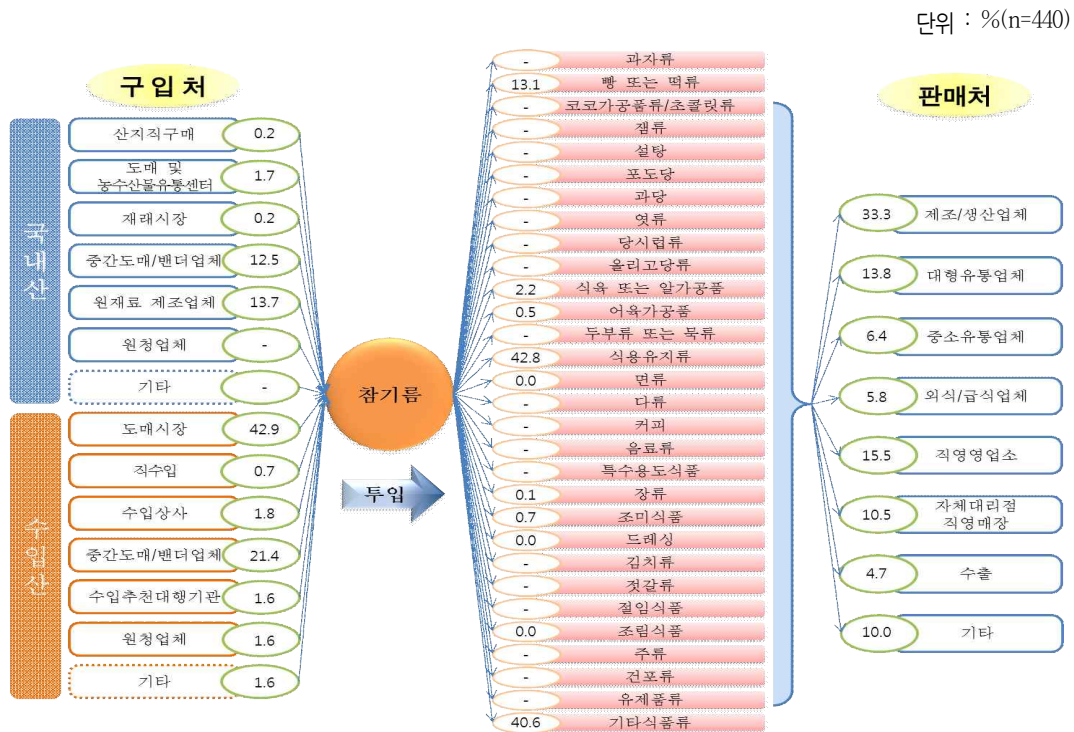 단위 : %(n=440)
구입처
국내산
산지직구매 0.2
도매 및
농수산물유통센터 1.7
재래시장 0.2
중간도매/밴더업체 12.5
원재료 제조업체 13.7
원청업체 -
기타 -
수입산
도매시장 42.9
직수입 0.7
수입상사 1.8
중간도매/밴더업체 21.4
수입추천대행기관 1.6
원청업체 1.6
기타 1.6
참기름
투입
- 과자류
13.1 빵 또는 떡류
- 코코가공품류/초콜릿류
- 잼류
- 설탕
- 포도당
- 과당
- 엿류
- 당시럽류
- 올리고당류
2.2 식육 또는 알가공품
0.5 어육가공품
- 두부류 또는 묵류
42.8 식용유지류
0.0 면류
- 다류
- 커피
- 음료류
- 특수용도식품
0.1 장류
0.7 조미식품
0.0 드레싱
- 김치류
- 젓갈류
- 절임식품
0.0 조림식품
- 주류
- 건포류
- 유제품류
40.6 기타식품류
판매처
33.3 제조/생산업체
13.8 대형유통업체
6.4 중소유통업체
5.8 외식/급식업체
15.5 직영영업소
10.5 자체대리점
직영매장
4.7 수출
10.0 기타